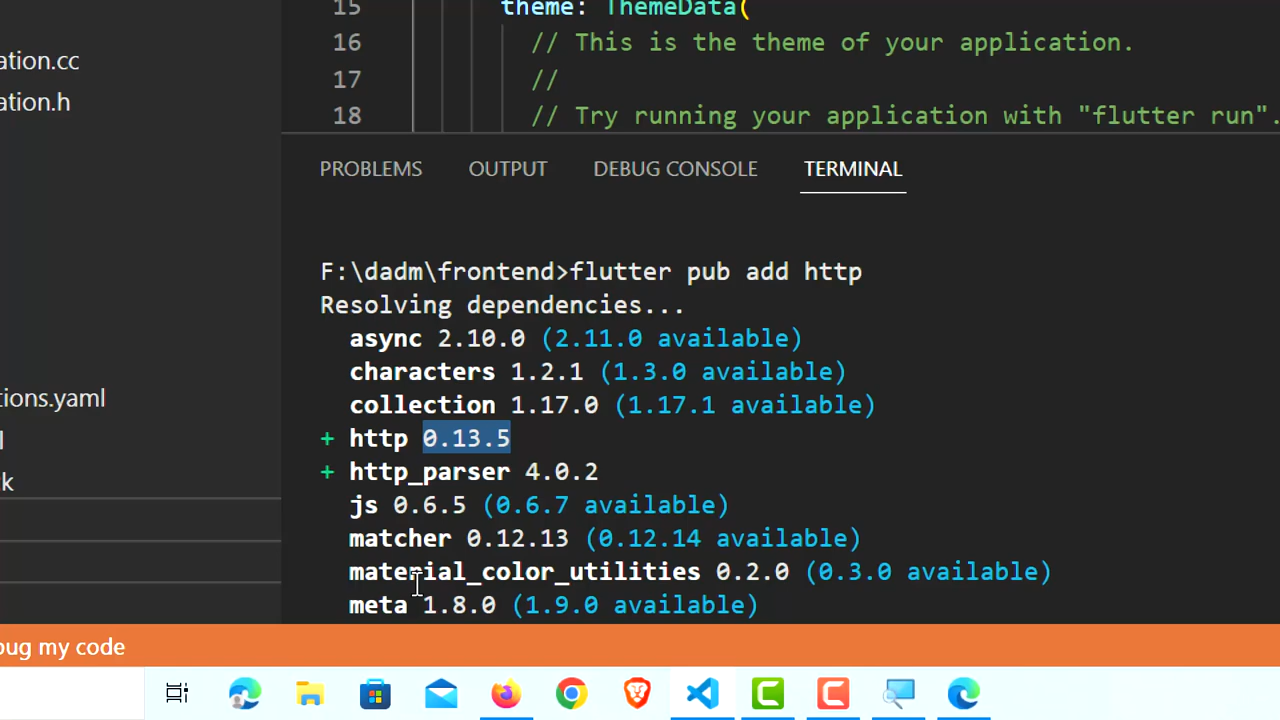 15 theme: ThemeData(
ation.cc
16 // This is the theme of your application.
17 //
ation.h
18 // Try running your application with "flutter run".
PROBLEMS OUTPUT DEBUG CONSOLE TERMINAL
F:\dadm\frontend>flutter pub add http
Resolving dependencies...
async 2.10.0 (2.11.0 available)
characters 1.2.1 (1.3.0 available)
tions.yaml
collection 1.17.0 (1.17.1 available)
l
+ http 0.13.5
+ http_parser 4.0.2
k
js 0.6.5 (0.6.7 available)
matcher 0.12.13 (0.12.14 available)
material_color_utilities 0.2.0 (0.3.0 available)
meta 1.8.0 (1.9.0 available)
bug my code